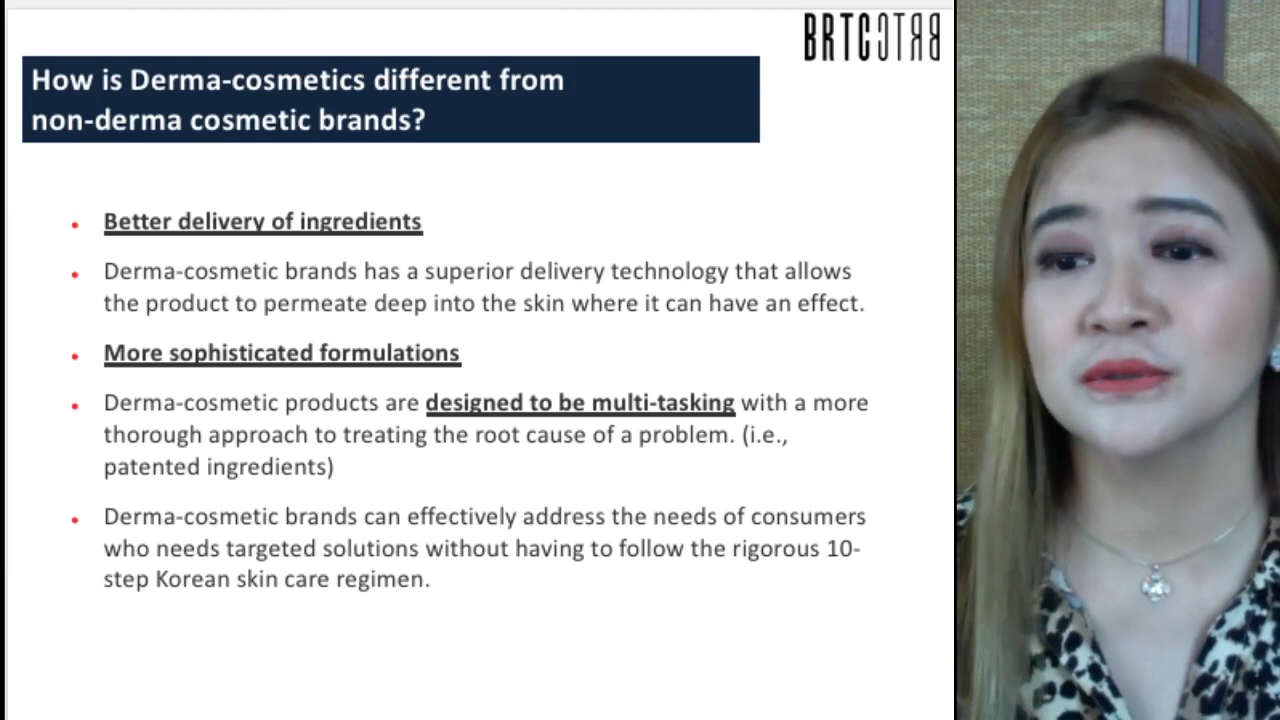 BRTC
How is Derma-cosmetics different from
non-derma cosmetic brands?
• Better delivery of ingredients
• Derma-cosmetic brands has a superior delivery technology that allows
the product to permeate deep into the skin where it can have an effect.
• More sophisticated formulations
• Derma-cosmetic products are designed to be multi-tasking with a more
thorough approach to treating the root cause of a problem. (i.e.,
patented ingredients)
• Derma-cosmetic brands can effectively address the needs of consumers
who needs targeted solutions without having to follow the rigorous 10-
step Korean skin care regimen.